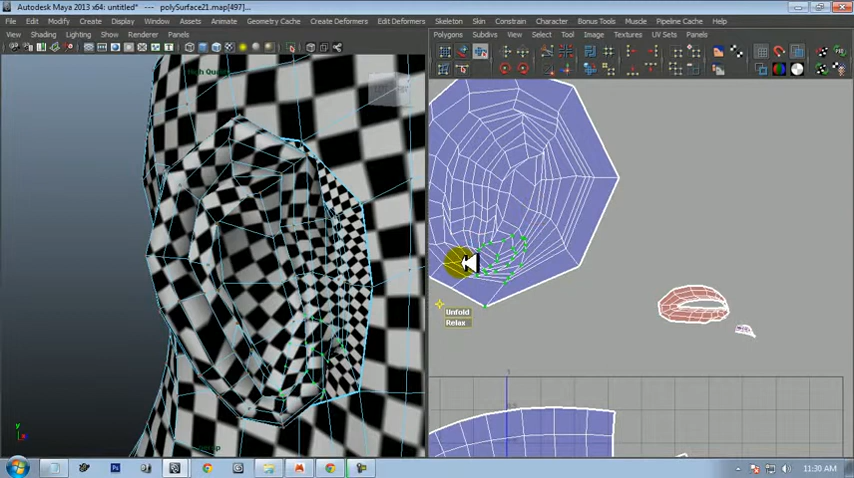 Autodesk Maya 2013 x64: untitled* --- polySurface21.map[497]...
File Edit Modify Create Display Window Assets Animate Geometry Cache Create Deformers Edit Deformers Skeleton Skin Constrain Character Bonus Tools Muscle Pipeline Cache Help
View Shading Lighting Show Renderer Panels
Polygons Subdivs View Select Tool Image Textures UV Sets Panels
High Quality
Unfold
Relax
y
11:30 AM